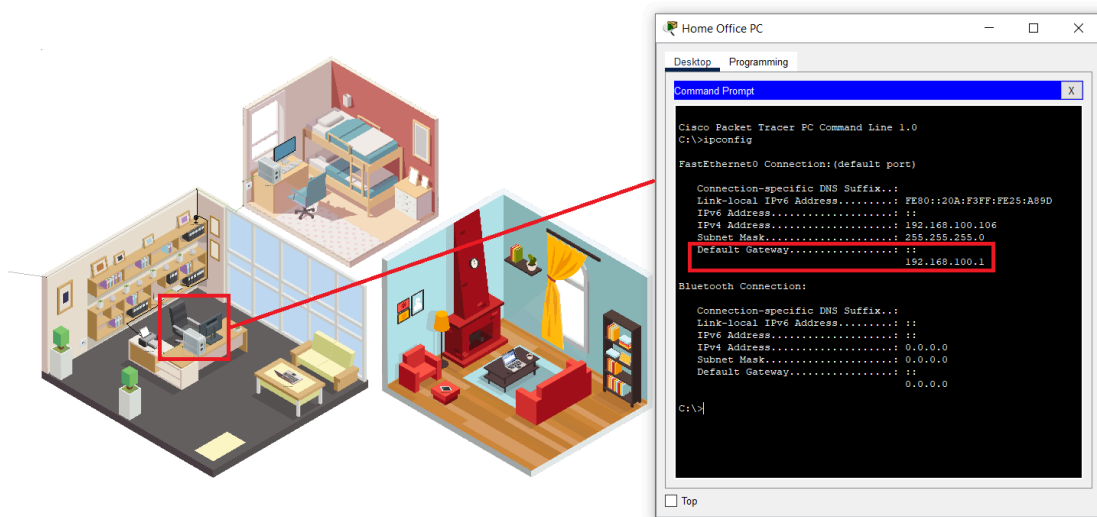 Home Office PC
Desktop Programming
Command Prompt X
Cisco Packet Tracer PC Command Line 1.0
C:\>ipconfig
FastEthernet0 Connection:(default port)
Connection-specific DNS Suffix..:
Link-local IPv6 Address.........: FE80::20A:F3FF:FE25:A89D
IPv6 Address....................: ::
IPv4 Address....................: 192.168.100.106
Subnet Mask.....................: 255.255.255.0
Default Gateway.................: ::
192.168.100.1
Bluetooth Connection:
Connection-specific DNS Suffix..:
Link-local IPv6 Address.........: ::
IPv6 Address....................: ::
IPv4 Address....................: 0.0.0.0
Subnet Mask.....................: 0.0.0.0
Default Gateway.................: ::
0.0.0.0
C:\>
Top